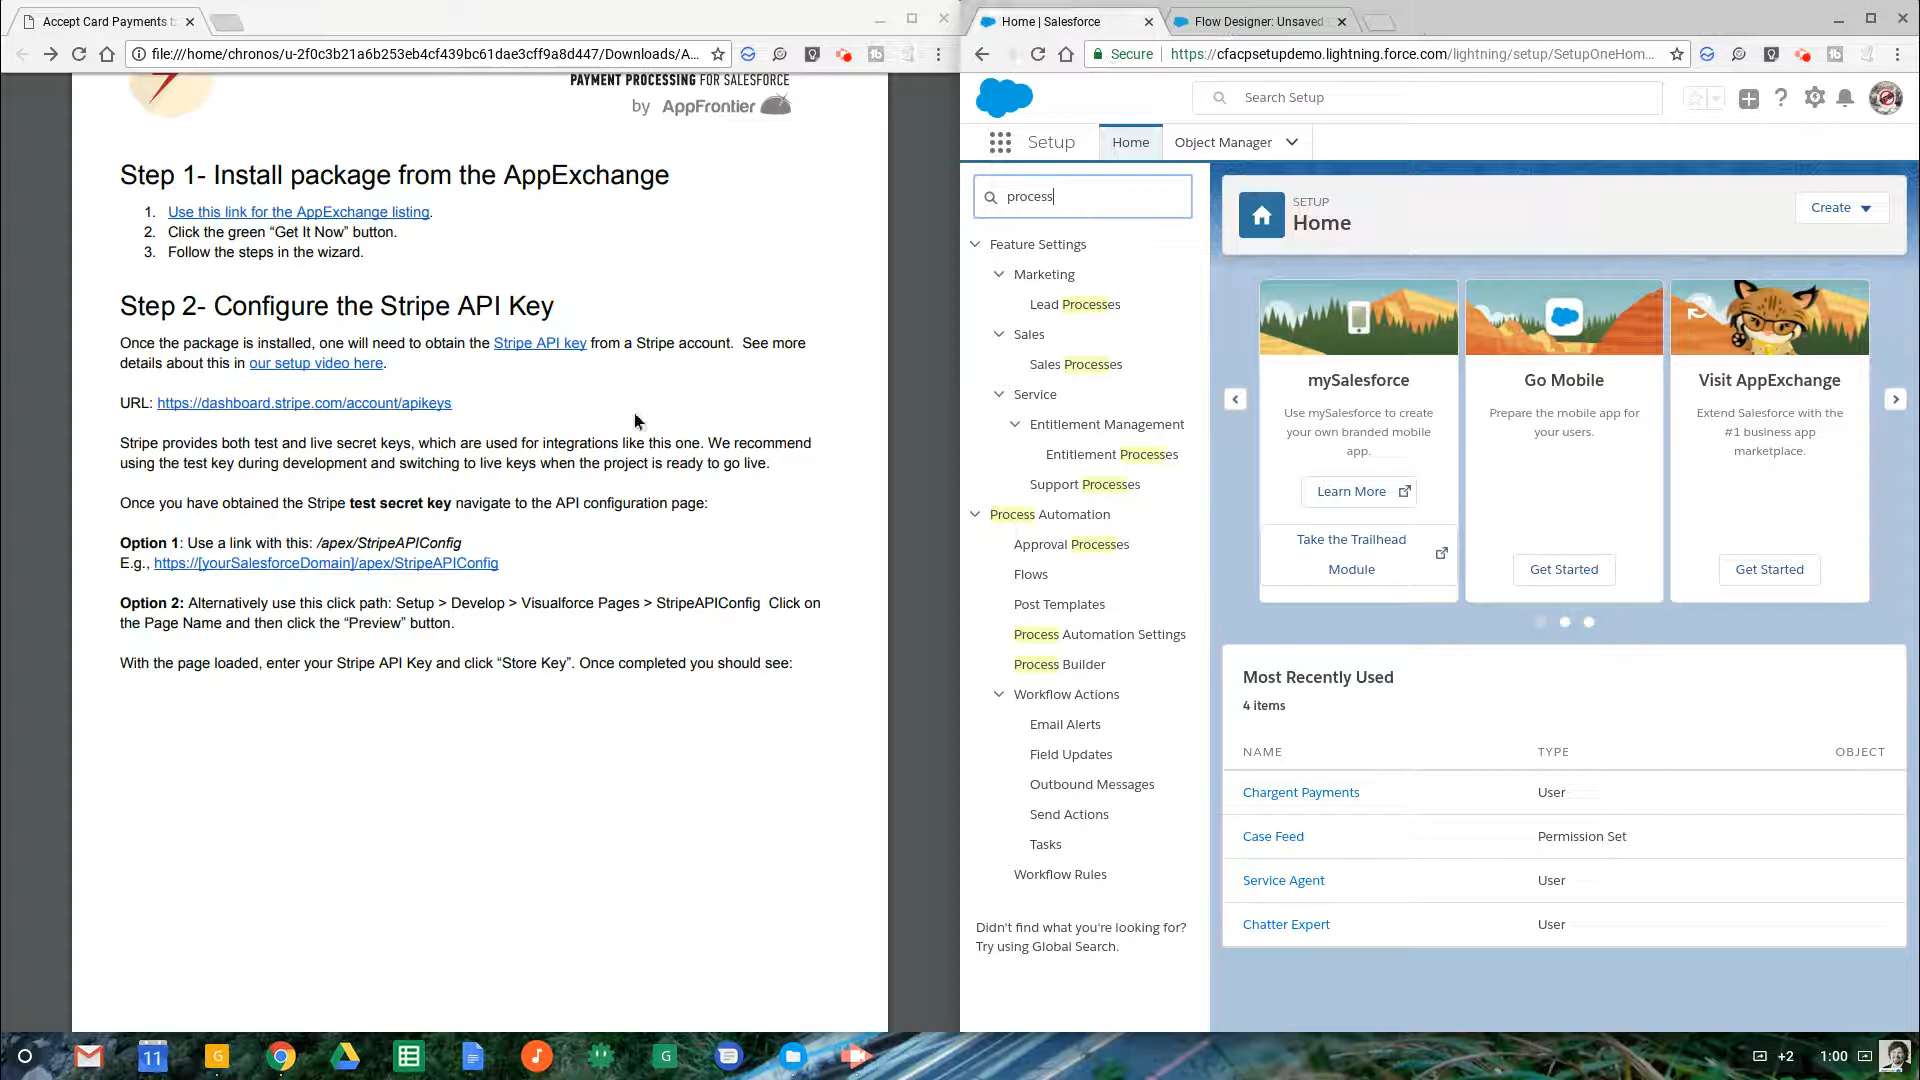 Accept Card Payments b
file:///home/chronos/u-2f0c3b21a6b253eb4cf439bc61dae3cff9a8d447/Downloads/A...
PAYMENT PROCESSING FOR SALESFORCE
by AppFrontier
Step 1- Install package from the AppExchange
1. Use this link for the AppExchange listing.
2. Click the green “Get It Now” button.
3. Follow the steps in the wizard.
Step 2- Configure the Stripe API Key
Once the package is installed, one will need to obtain the Stripe API key from a Stripe account. See more
details about this in our setup video here.
URL: https://dashboard.stripe.com/account/apikeys
Stripe provides both test and live secret keys, which are used for integrations like this one. We recommend
using the test key during development and switching to live keys when the project is ready to go live.
Once you have obtained the Stripe test secret key navigate to the API configuration page:
Option 1: Use a link with this: /apex/StripeAPIConfig
E.g., https://[yourSalesforceDomain]/apex/StripeAPIConfig
Option 2: Alternatively use this click path: Setup > Develop > Visualforce Pages > StripeAPIConfig Click on
the Page Name and then click the “Preview” button.
With the page loaded, enter your Stripe API Key and click “Store Key”. Once completed you should see:
Home | Salesforce
Flow Designer: Unsaved
Secure
https://cfacpsetupdemo.lightning.force.com/lightning/setup/SetupOneHom...
Search Setup
Setup
Home
Object Manager
process
Feature Settings
Marketing
Lead Processes
Sales
Sales Processes
Service
Entitlement Management
Entitlement Processes
Support Processes
Process Automation
Approval Processes
Flows
Post Templates
Process Automation Settings
Process Builder
Workflow Actions
Email Alerts
Field Updates
Outbound Messages
Send Actions
Tasks
Workflow Rules
Didn't find what you're looking for?
Try using Global Search.
SETUP
Home
Create
mySalesforce
Use mySalesforce to create
your own branded mobile
app.
Learn More
Take the Trailhead
Module
Go Mobile
Prepare the mobile app for
your users.
Get Started
Visit AppExchange
Extend Salesforce with the
#1 business app
marketplace.
Get Started
Most Recently Used
4 items
NAME TYPE OBJECT
Chargent Payments User
Case Feed Permission Set
Service Agent User
Chatter Expert User
11
G
G
+2
1:00